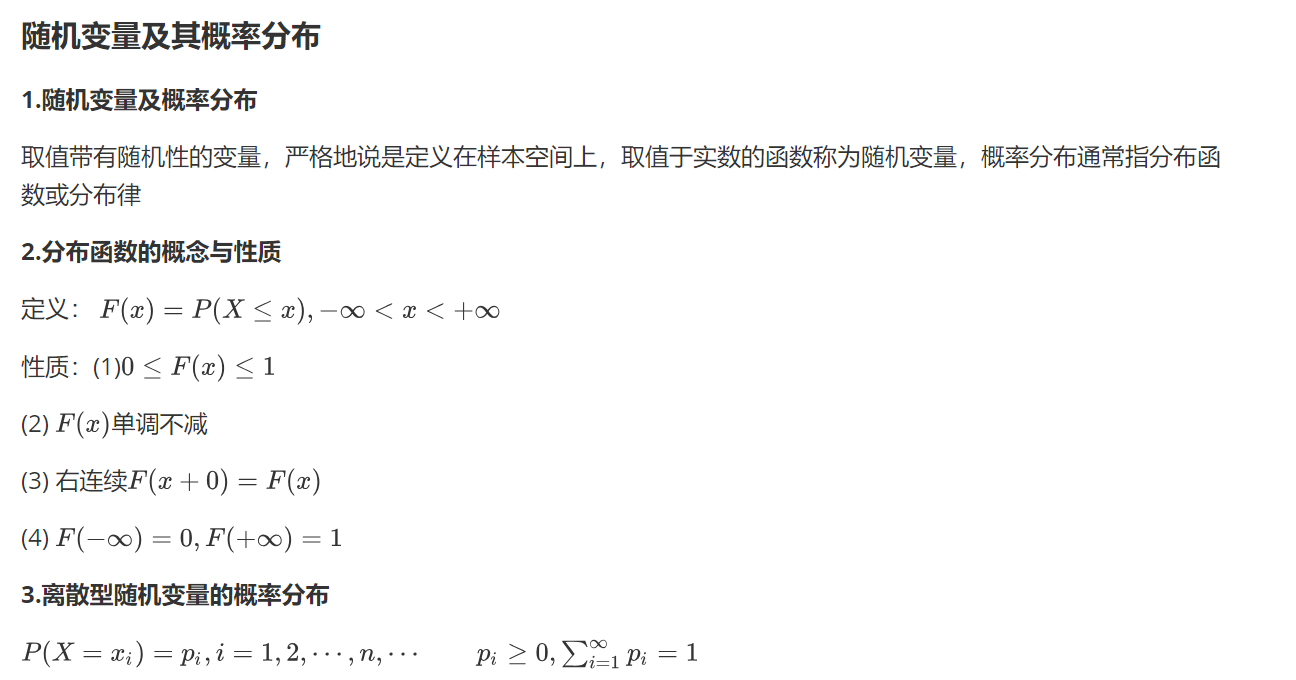 随机变量及其概率分布
1.随机变量及概率分布
取值带有随机性的变量，严格地说是定义在样本空间上，取值于实数的函数称为随机变量，概率分布通常指分布函
数或分布律
2.分布函数的概念与性质
定义： F(x) = P(X ≤ x), −∞ < x < +∞
性质：(1)0 ≤ F(x) ≤ 1
(2) F(x)单调不减
(3) 右连续F(x + 0) = F(x)
(4) F(−∞) = 0, F(+∞) = 1
3.离散型随机变量的概率分布
P(X = x_i) = p_i, i = 1, 2, ⋯ , n, ⋯ p_i ≥ 0, ∑_{i=1}^{∞} p_i = 1